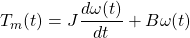 $T_m(t) = J\frac{d\omega(t)}{dt} + B\omega(t)$